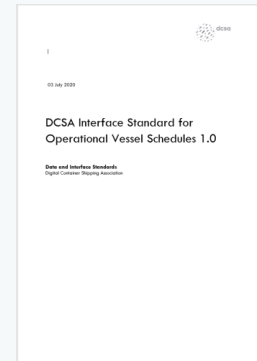 dcsa
03 July 2020
DCSA Interface Standard for
Operational Vessel Schedules 1.0
Data and Interface Standards
Digital Container Shipping Association